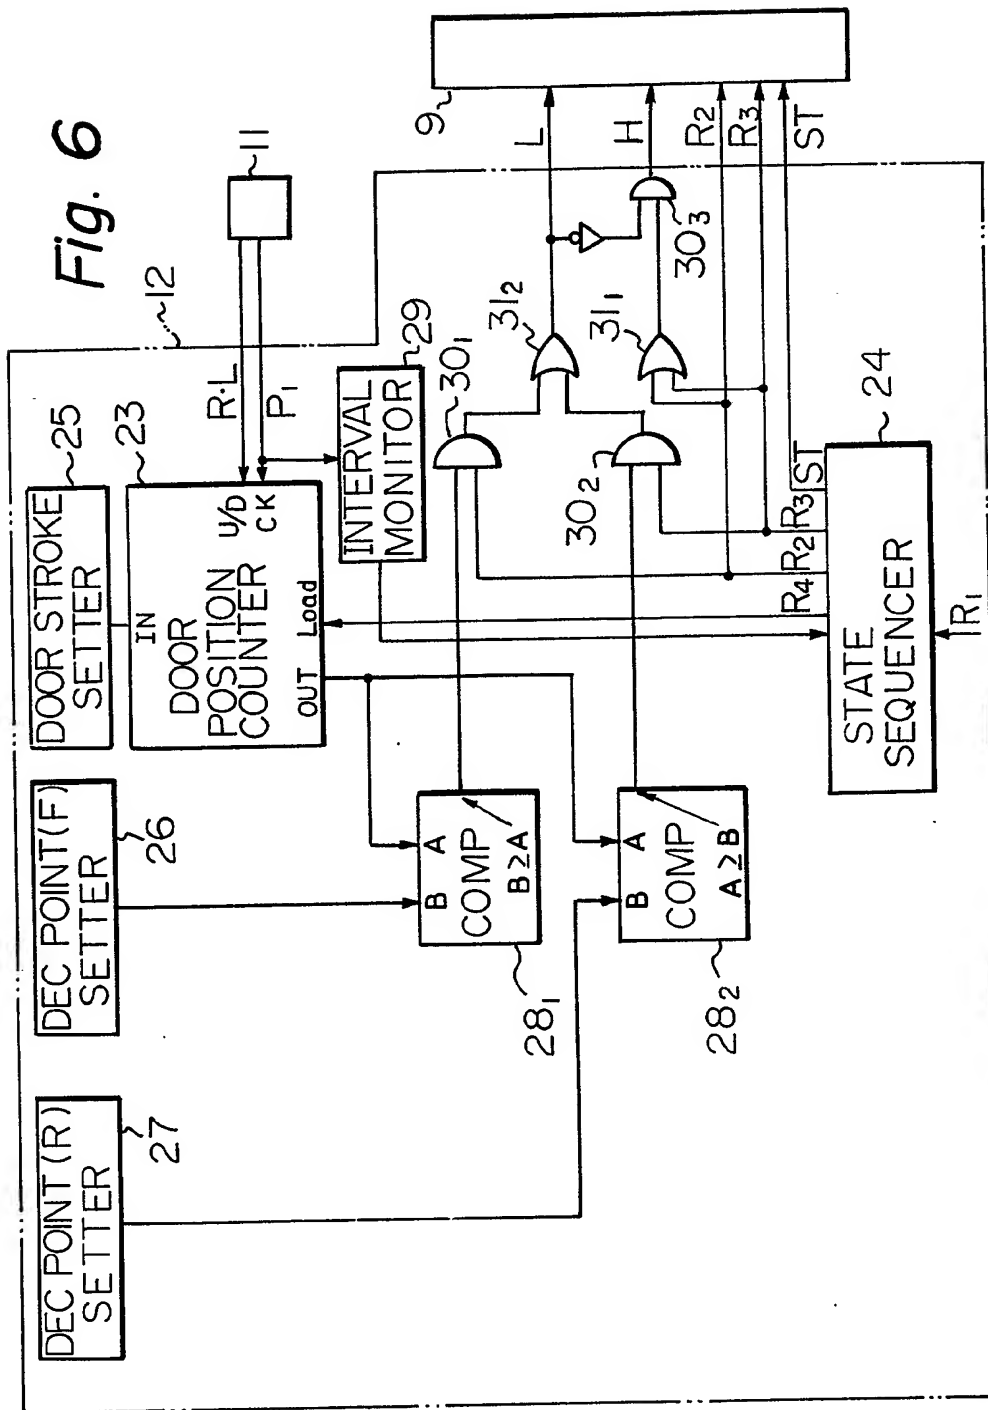 Fig. 6
12
11
9
DOOR STROKE
SETTER
25
23
IN
DOOR
POSITION
COUNTER
U/D
CK
OUT
Load
R·L
P1
INTERVAL
MONITOR
29
DEC POINT(F)
SETTER
26
DEC POINT(R)
SETTER
27
B
A
COMP
B≧A
28₁
B
A
COMP
A≧B
28₂
30₁
30₂
31₂
31₁
30₃
L
H
R2
R3
ST
R4
R2
R3
ST
STATE
SEQUENCER
24
R1